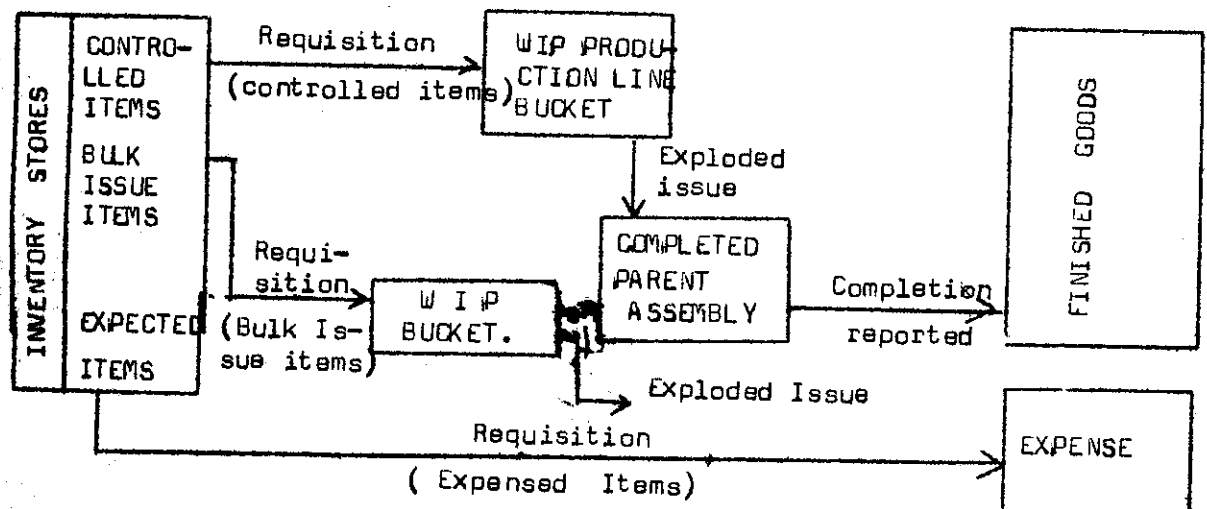 INVENTORY STORES
CONTRO-
LLED
ITEMS
BULK
ISSUE
ITEMS
EXPECTED
ITEMS
Requisition
(controlled items)
WIP PRODU-
CTION LINE
BUCKET
Exploded
issue
Requi-
sition
(Bulk Is-
sue items)
W I P
BUCKET.
COMPLETED
PARENT
ASSEMBLY
Completion
reported
FINISHED GOODS
Exploded Issue
Requisition
( Expensed Items)
EXPENSE